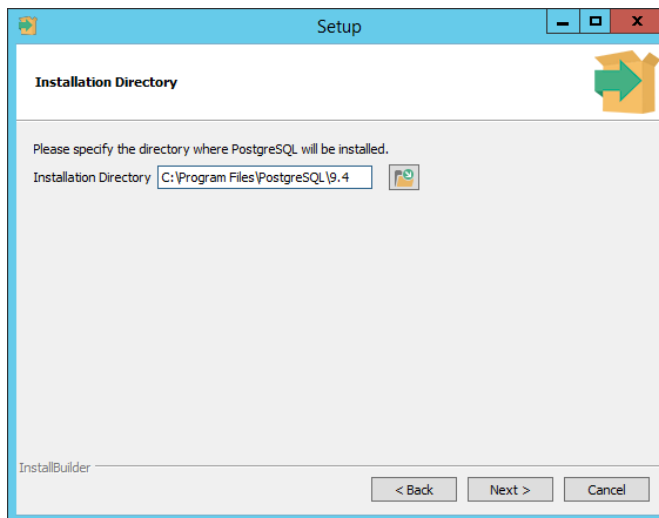 Setup
Installation Directory
Please specify the directory where PostgreSQL will be installed.
Installation Directory C:\Program Files\PostgreSQL\9.4
InstallBuilder
< Back Next > Cancel